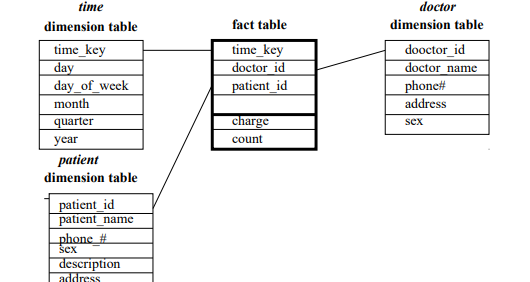 time
dimension table
time_key
day
day_of_week
month
quarter
year
fact table
time_key
doctor_id
patient_id
charge
count
doctor
dimension table
dooctor_id
doctor_name
phone#
address
sex
patient
dimension table
patient_id
patient_name
phone_#
sex
description
address